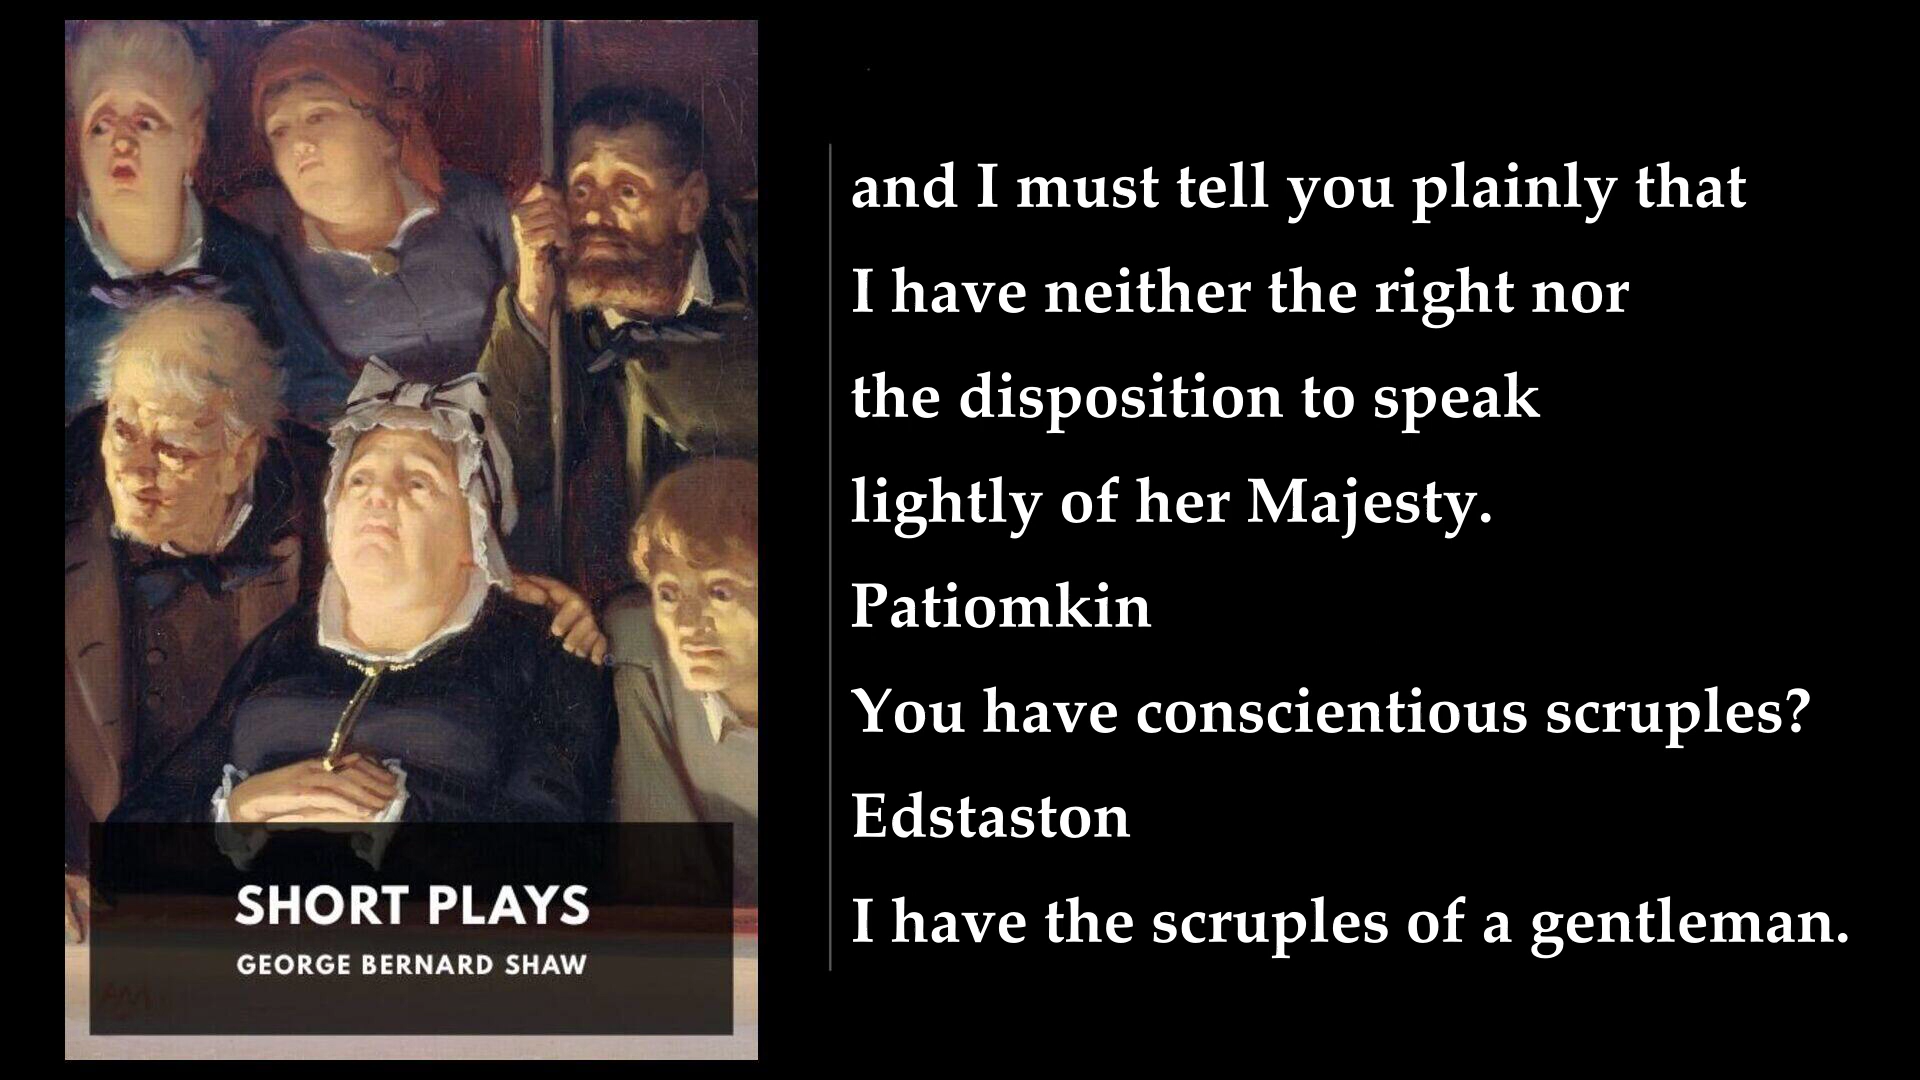 and I must tell you plainly that
I have neither the right nor
the disposition to speak
lightly of her Majesty.
Patiomkin
You have conscientious scruples?
Edstaston
I have the scruples of a gentleman.
SHORT PLAYS
GEORGE BERNARD SHAW